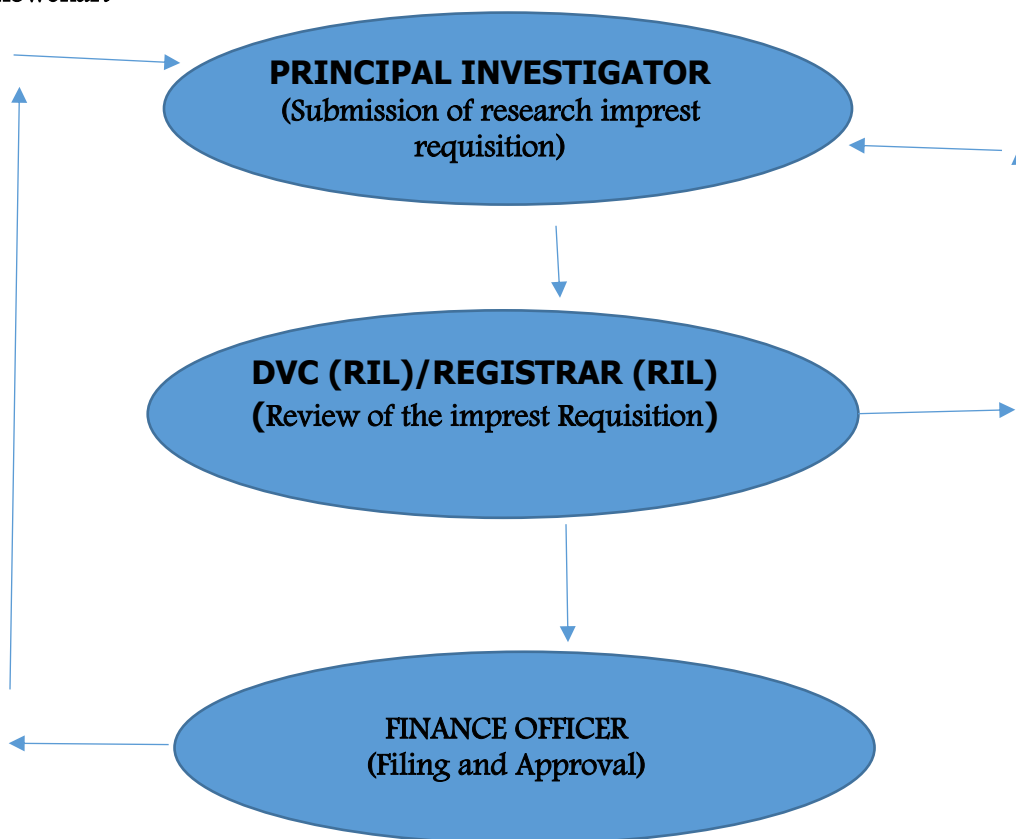 PRINCIPAL INVESTIGATOR
(Submission of research imprest
requisition)
DVC (RIL)/REGISTRAR (RIL)
(Review of the imprest Requisition)
FINANCE OFFICER
(Filing and Approval)